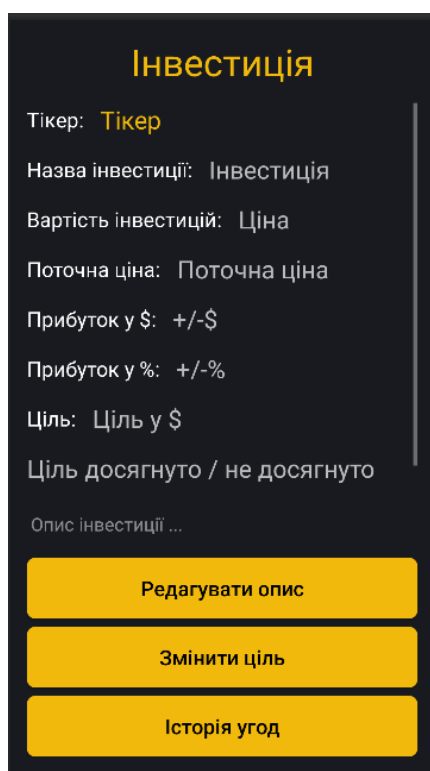 Інвестиція
Тікер: Тікер
Назва інвестиції: Інвестиція
Вартість інвестицій: Ціна
Поточна ціна: Поточна ціна
Прибуток у $: +/-$
Прибуток у %: +/-%
Ціль: Ціль у $
Ціль досягнуто / не досягнуто
Опис інвестиції ...
Редагувати опис
Змінити ціль
Історія угод